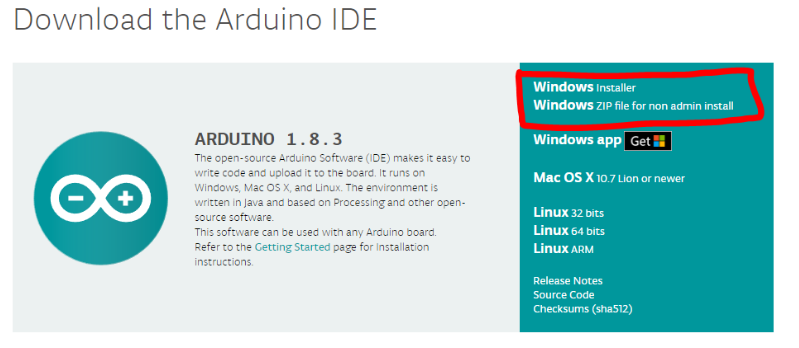 Download the Arduino IDE
ARDUINO 1.8.3
The open-source Arduino Software (IDE) makes it easy to
write code and upload it to the board. It runs on
Windows, Mac OS X, and Linux. The environment is
written in Java and based on Processing and other open-
source software.
This software can be used with any Arduino board.
Refer to the Getting Started page for Installation
instructions.
Windows Installer
Windows ZIP file for non admin install
Windows app Get
Mac OS X 10.7 Lion or newer
Linux 32 bits
Linux 64 bits
Linux ARM
Release Notes
Source Code
Checksums (sha512)